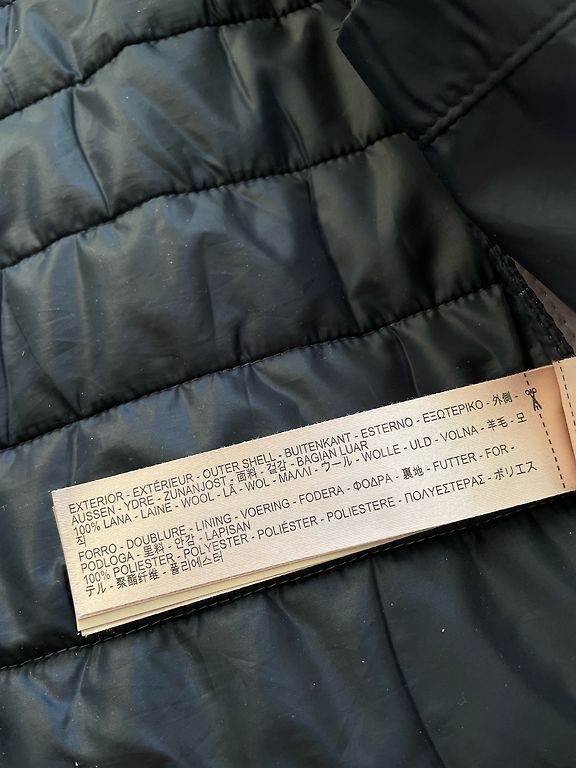 EXTERIOR - EXTÉRIEUR - OUTER SHELL - BUITENKANT - ESTERNO - ΕΞΩΤΕΡΙΚΟ - 外側 -
AUSSEN - YDRE - ZUNANJOST - 面料 - 겉감 - BAGIAN LUAR
100% LANA - LAINE - WOOL - LÃ - WOL - ΜΑΛΛΙ - ウール - WOLLE - ULD - VOLNA - 羊毛 - 모
직
FORRO - DOUBLURE - LINING - VOERING - FODERA - ΦΟΔΡΑ - 裏地 - FUTTER - FOR -
PODLOGA - 里料 - 안감 - LAPISAN
100% POLIESTER - POLYESTER - POLIÉSTER - POLIESTERE - ΠΟΛΥΕΣΤΕΡΑΣ - ポリエス
テル - 聚酯纤维 - 폴리에스터